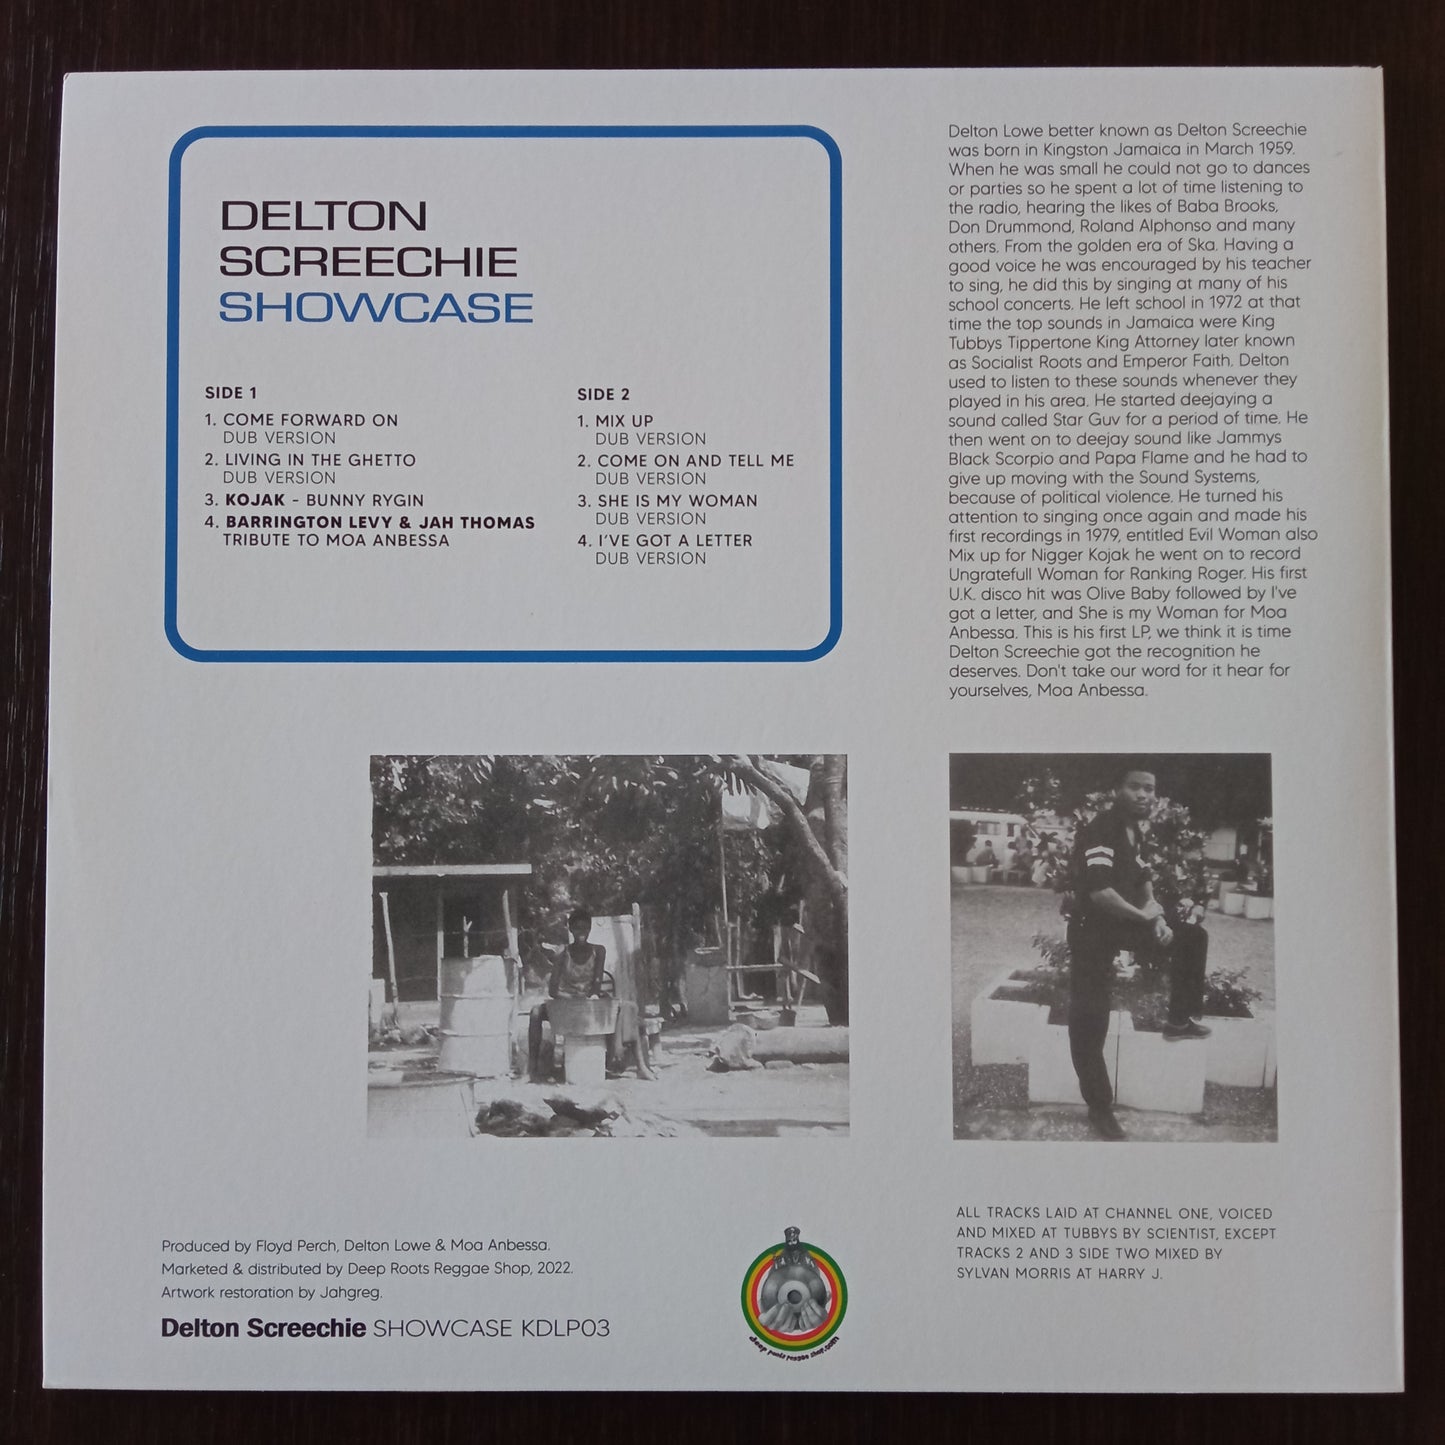 DELTON
SCREECHIE
SHOWCASE
SIDE 1
1. COME FORWARD ON
DUB VERSION
2. LIVING IN THE GHETTO
DUB VERSION
3. KOJAK - BUNNY RYGIN
4. BARRINGTON LEVY & JAH THOMAS
TRIBUTE TO MOA ANBESSA
SIDE 2
1. MIX UP
DUB VERSION
2. COME ON AND TELL ME
DUB VERSION
3. SHE IS MY WOMAN
DUB VERSION
4. I'VE GOT A LETTER
DUB VERSION
Delton Lowe better known as Delton Screechie
was born in Kingston Jamaica in March 1959.
When he was small he could not go to dances
or parties so he spent a lot of time listening to
the radio, hearing the likes of Baba Brooks,
Don Drummond, Roland Alphonso and many
others. From the golden era of Ska. Having a
good voice he was encouraged by his teacher
to sing, he did this by singing at many of his
school concerts. He left school in 1972 at that
time the top sounds in Jamaica were King
Tubbys Tippertone King Attorney later known
as Socialist Roots and Emperor Faith. Delton
used to listen to these sounds whenever they
played in his area. He started deejaying a
sound called Star Guv for a period of time. He
then went on to deejay sound like Jammys
Black Scorpio and Papa Flame and he had to
give up moving with the Sound Systems,
because of political violence. He turned his
attention to singing once again and made his
first recordings in 1979, entitled Evil Woman also
Mix up for Nigger Kojak he went on to record
Ungratefull Woman for Ranking Roger. His first
U.K. disco hit was Olive Baby followed by I've
got a letter, and She is my Woman for Moa
Anbessa. This is his first LP, we think it is time
Delton Screechie got the recognition he
deserves. Don't take our word for it hear for
yourselves, Moa Anbessa.
Produced by Floyd Perch, Delton Lowe & Moa Anbessa.
Marketed & distributed by Deep Roots Reggae Shop, 2022.
Artwork restoration by Jahgreg.
Delton Screechie SHOWCASE KDLP03
deep roots reggae shop.com
ALL TRACKS LAID AT CHANNEL ONE, VOICED
AND MIXED AT TUBBYS BY SCIENTIST, EXCEPT
TRACKS 2 AND 3 SIDE TWO MIXED BY
SYLVAN MORRIS AT HARRY J.